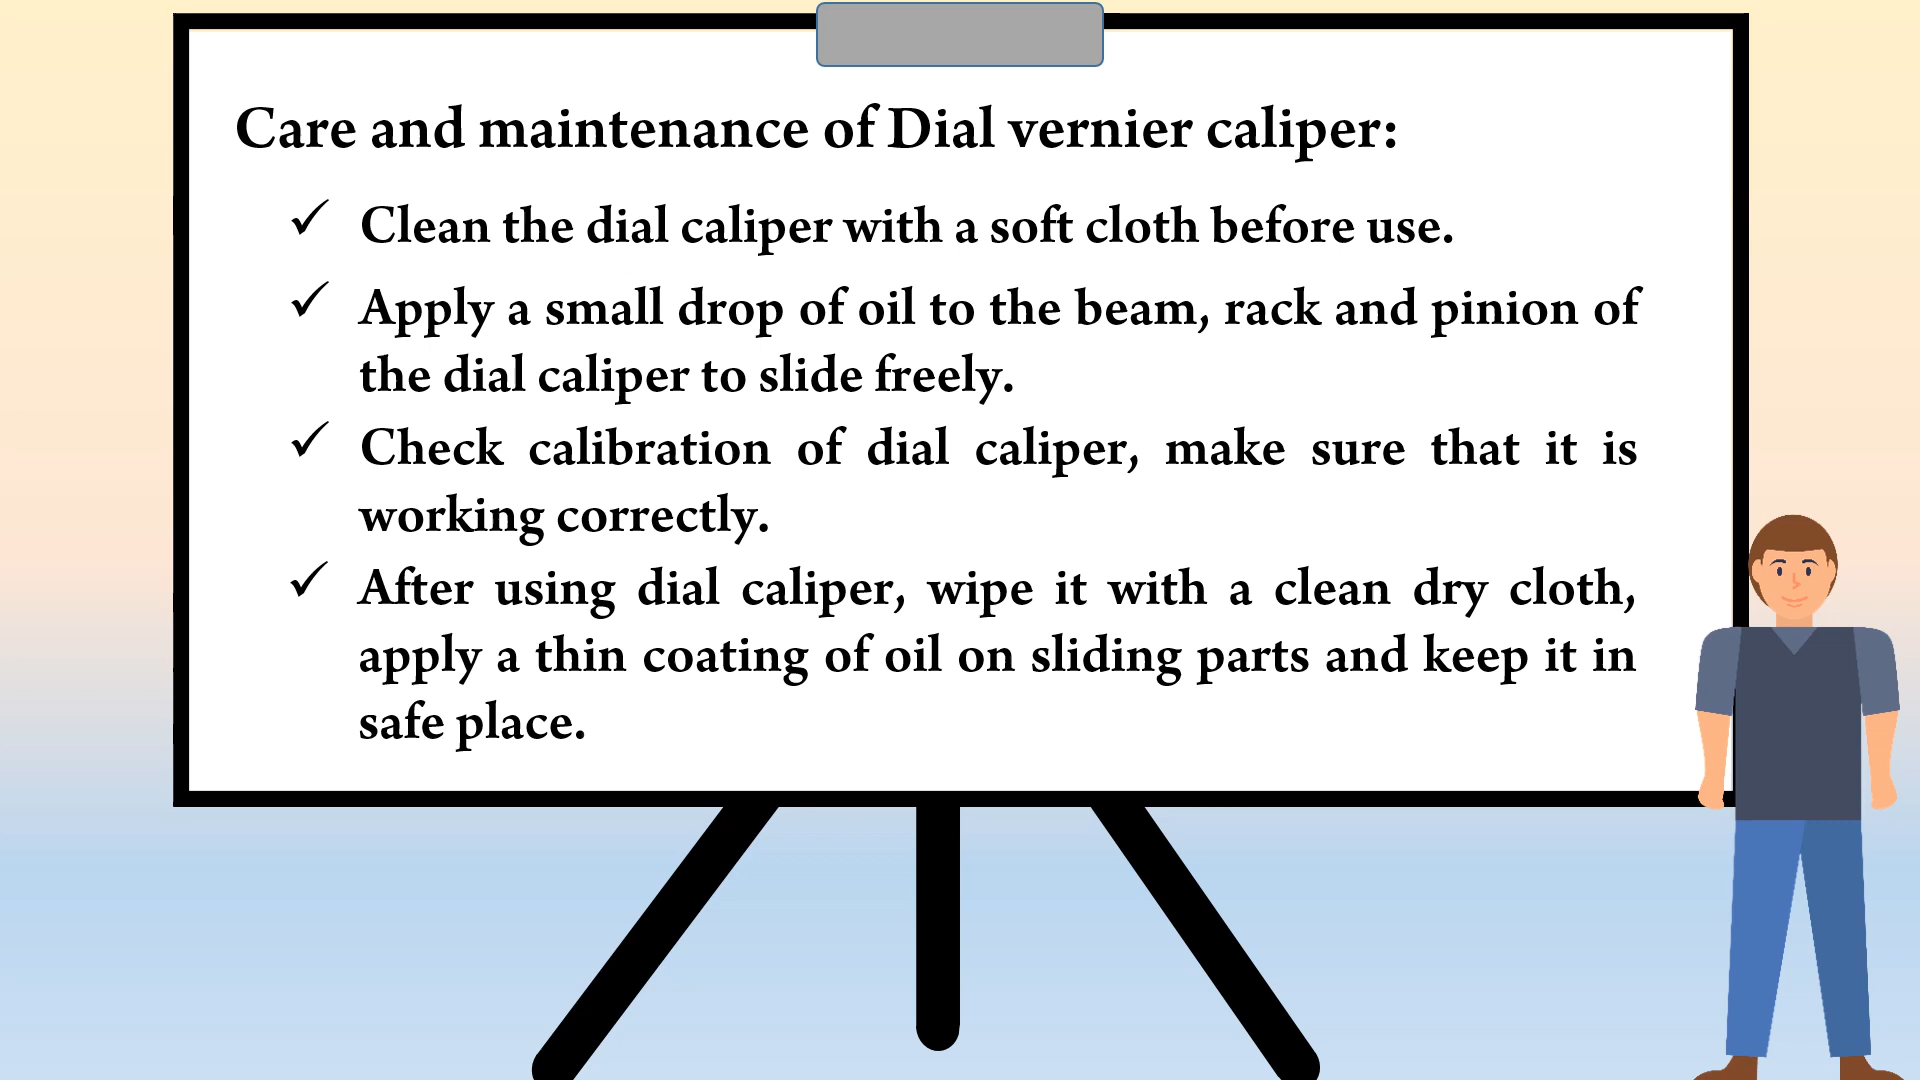 Care and maintenance of Dial vernier caliper:
✓ Clean the dial caliper with a soft cloth before use.
✓ Apply a small drop of oil to the beam, rack and pinion of
the dial caliper to slide freely.
✓ Check calibration of dial caliper, make sure that it is
working correctly.
✓ After using dial caliper, wipe it with a clean dry cloth,
apply a thin coating of oil on sliding parts and keep it in
safe place.